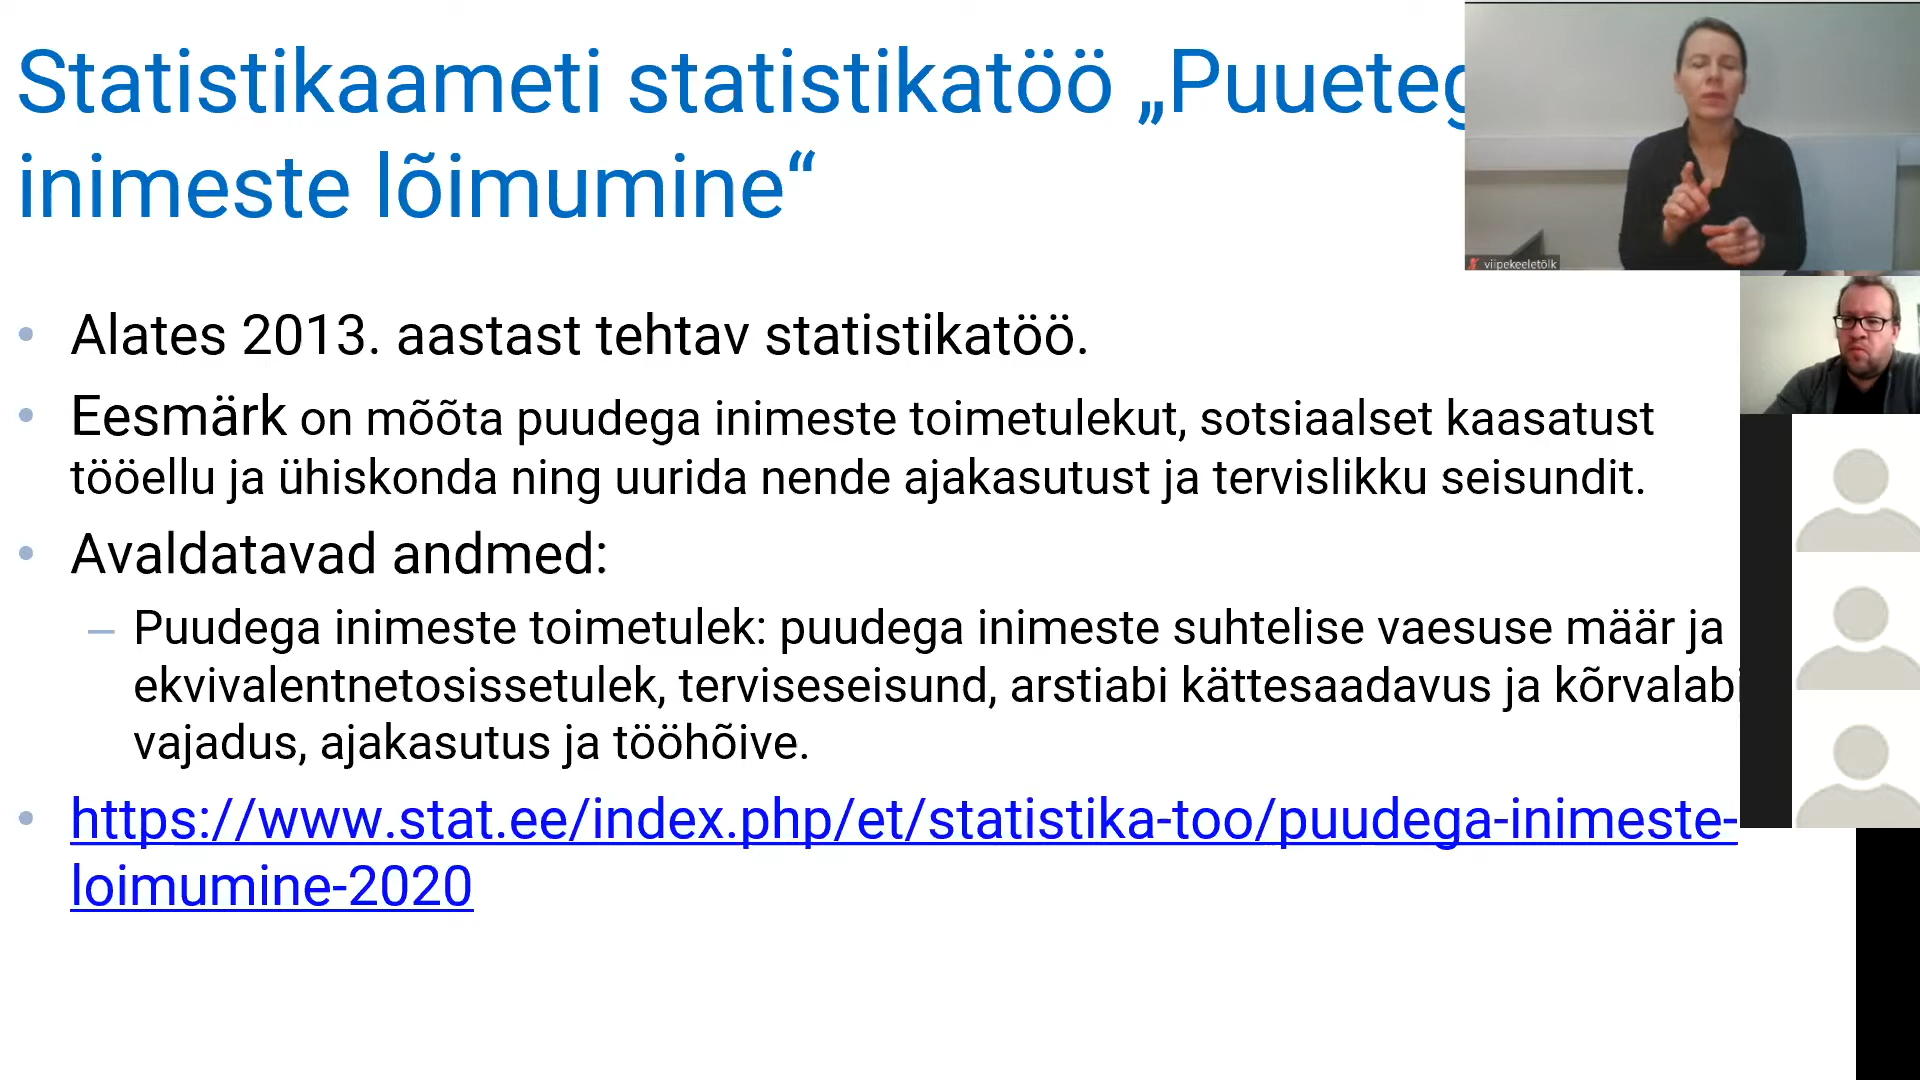 Statistikaameti statistikatöö „Puueteg
inimeste lõimumine“
viipekeeletõlk
• Alates 2013. aastast tehtav statistikatöö.
• Eesmärk on mõõta puudega inimeste toimetulekut, sotsiaalset kaasatust
tööellu ja ühiskonda ning uurida nende ajakasutust ja tervislikku seisundit.
• Avaldatavad andmed:
– Puudega inimeste toimetulek: puudega inimeste suhtelise vaesuse määr ja
ekvivalentnetosissetulek, terviseseisund, arstiabi kättesaadavus ja kõrvalabi
vajadus, ajakasutus ja tööhõive.
• https://www.stat.ee/index.php/et/statistika-too/puudega-inimeste-
loimumine-2020